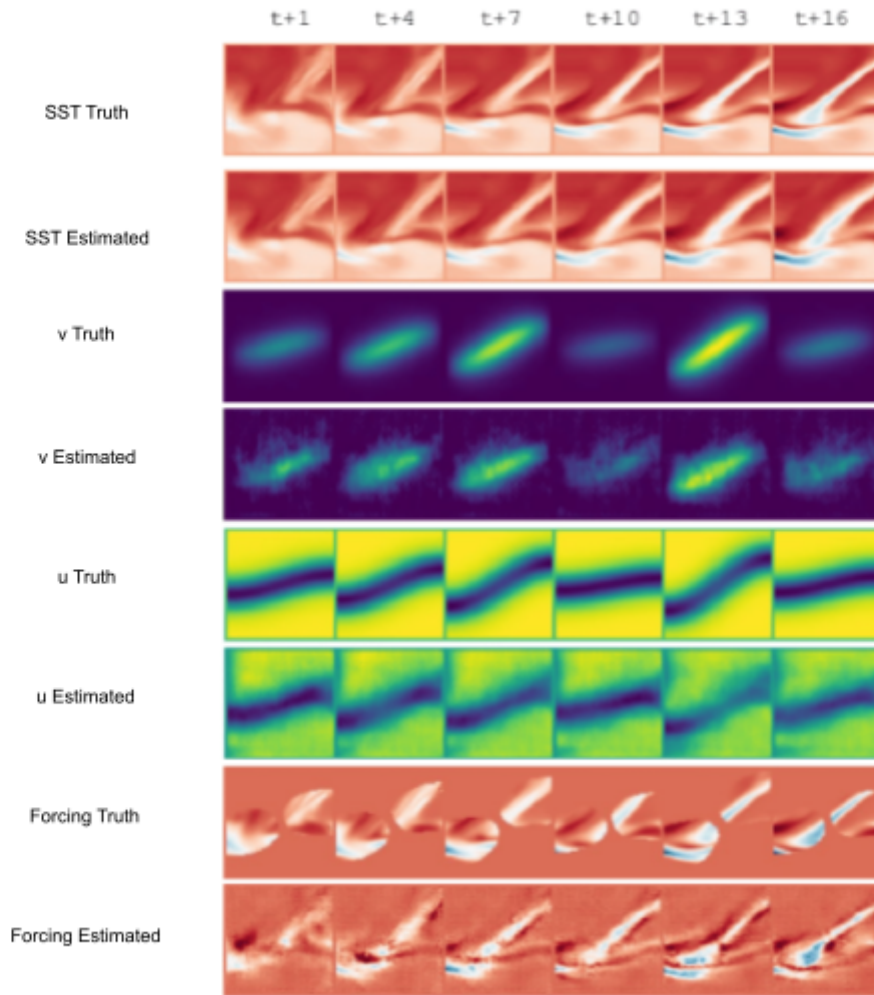 t+1 t+4 t+7 t+10 t+13 t+16
SST Truth
SST Estimated
v Truth
v Estimated
u Truth
u Estimated
Forcing Truth
Forcing Estimated